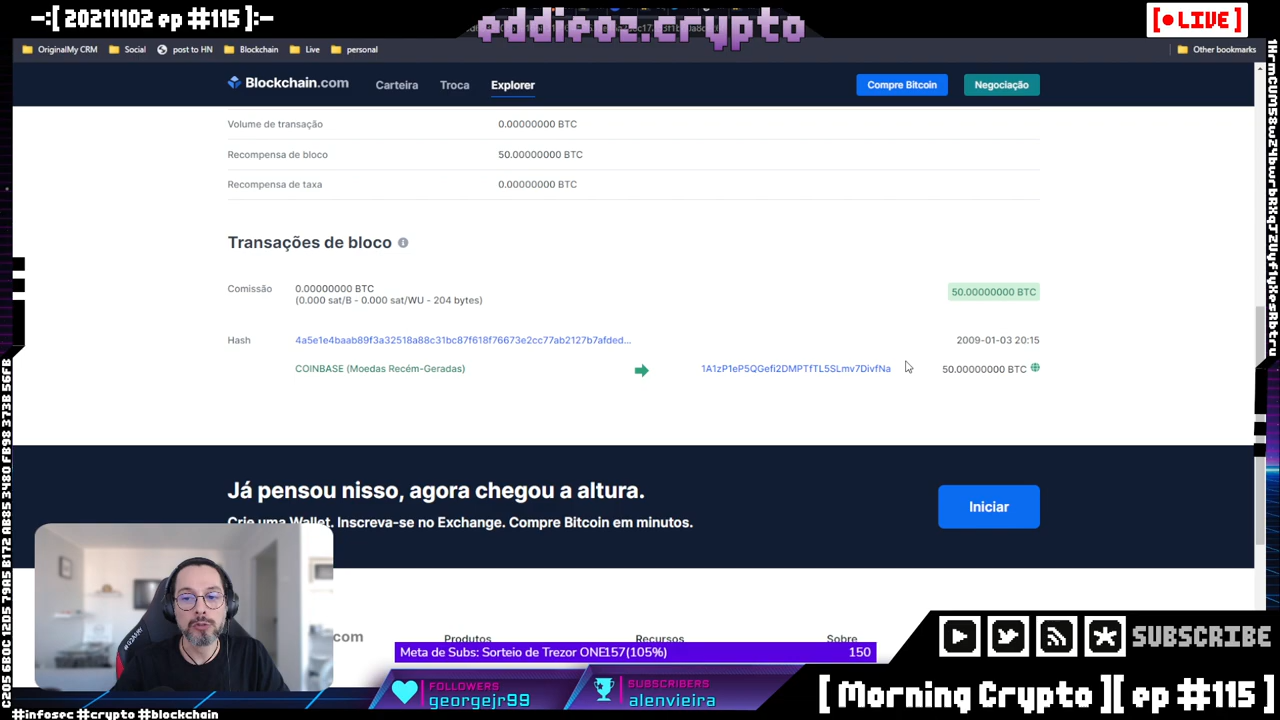 -:[ 20211102 ep #115 ]:-
eddieoz.crypto
[ • LIVE ]
OriginalMy CRM
Social
post to HN
Blockchain
Live
personal
Other bookmarks
Blockchain.com
Carteira
Troca
Explorer
Compre Bitcoin
Negociação
Volume de transação
0.00000000 BTC
Recompensa de bloco
50.00000000 BTC
Recompensa de taxa
0.00000000 BTC
Transações de bloco
Comissão
0.00000000 BTC
(0.000 sat/B - 0.000 sat/WU - 204 bytes)
50.00000000 BTC
Hash
4a5e1e4baab89f3a32518a88c31bc87f618f76673e2cc77ab2127b7afded...
2009-01-03 20:15
COINBASE (Moedas Recém-Geradas)
1A1zP1eP5QGefi2DMPTfTL5SLmv7DivfNa
50.00000000 BTC
Já pensou nisso, agora chegou a altura.
Crie uma Wallet. Inscreva-se no Exchange. Compre Bitcoin em minutos.
Iniciar
com
Produtos
Recursos
Sobre
Meta de Subs: Sorteio de Trezor ONE157(105%)
150
FOLLOWERS
georgejr99
SUBSCRIBERS
alenvieira
SUBSCRIBE
[ Morning Crypto ][ ep #115 ]
#infosec #crypto #blockchain